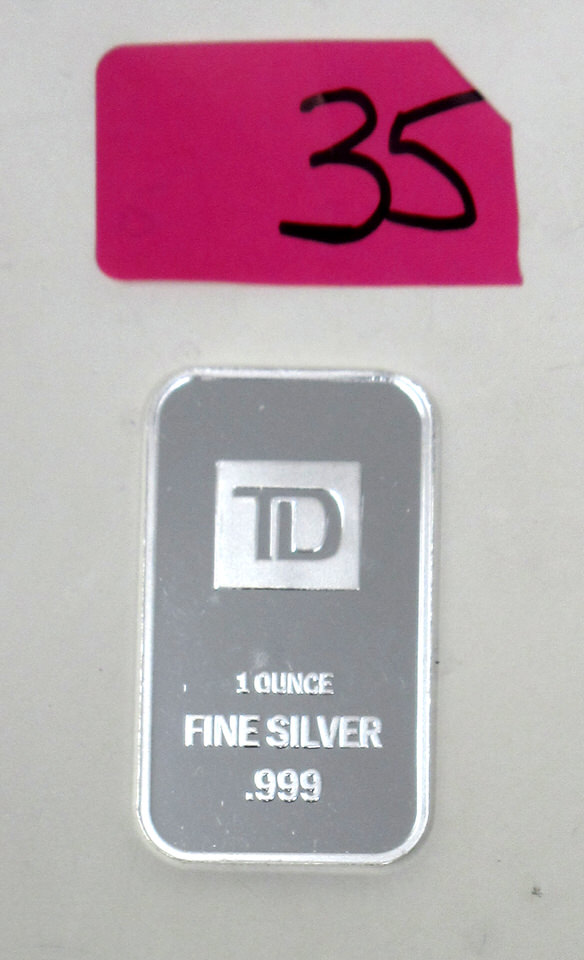 35
TD
1 OUNCE
FINE SILVER
.999